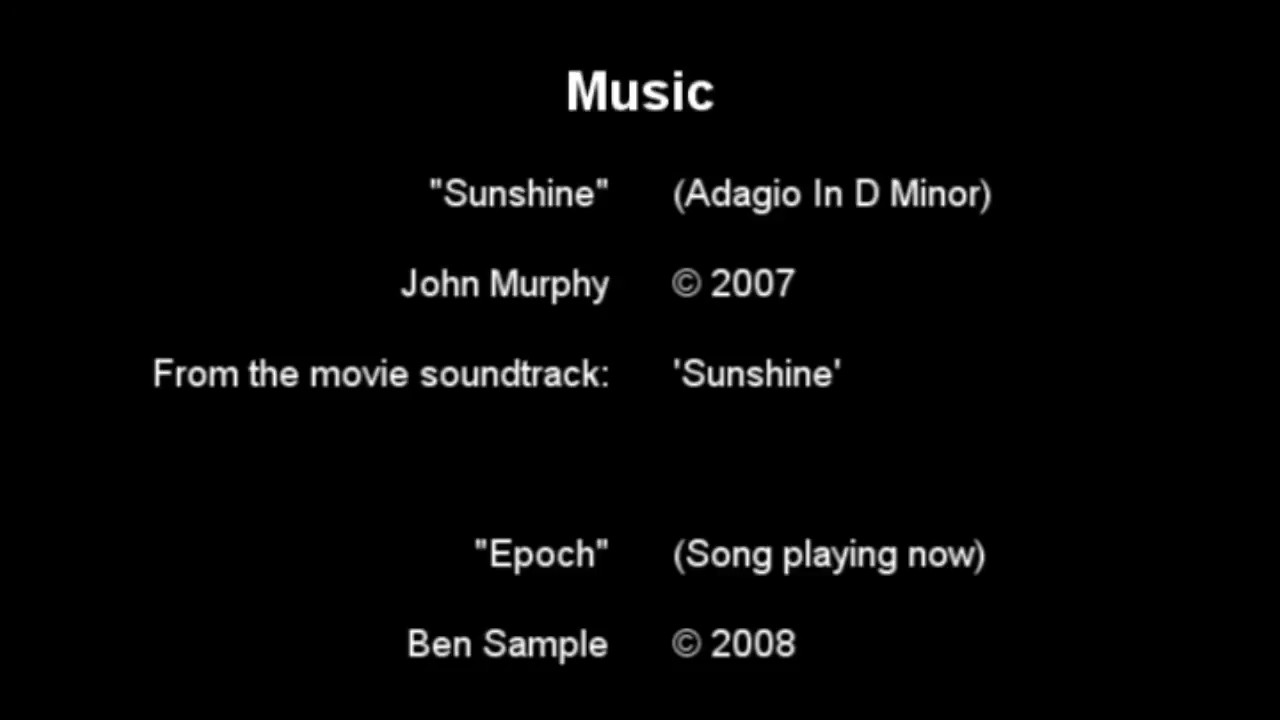 Music
"Sunshine" (Adagio In D Minor)
John Murphy © 2007
From the movie soundtrack: 'Sunshine'
"Epoch" (Song playing now)
Ben Sample © 2008